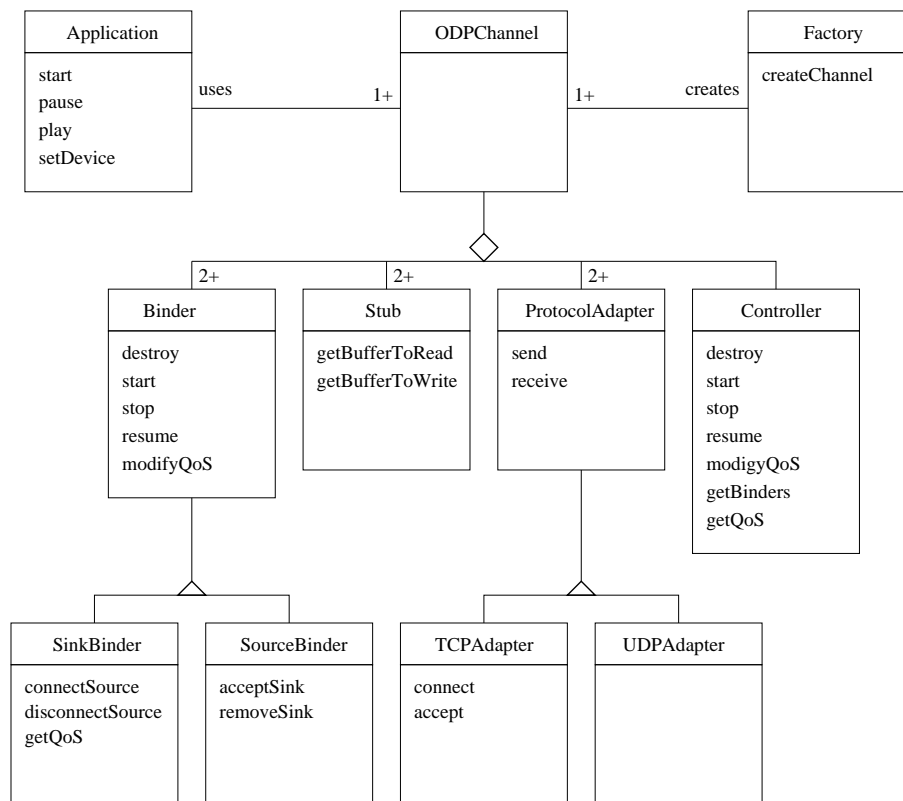 Application
start
pause
play
setDevice
uses
1+
ODPChannel
1+
creates
Factory
createChannel
2+
2+
2+
Binder
destroy
start
stop
resume
modifyQoS
Stub
getBufferToRead
getBufferToWrite
ProtocolAdapter
send
receive
Controller
destroy
start
stop
resume
modigyQoS
getBinders
getQoS
SinkBinder
connectSource
disconnectSource
getQoS
SourceBinder
acceptSink
removeSink
TCPAdapter
connect
accept
UDPAdapter